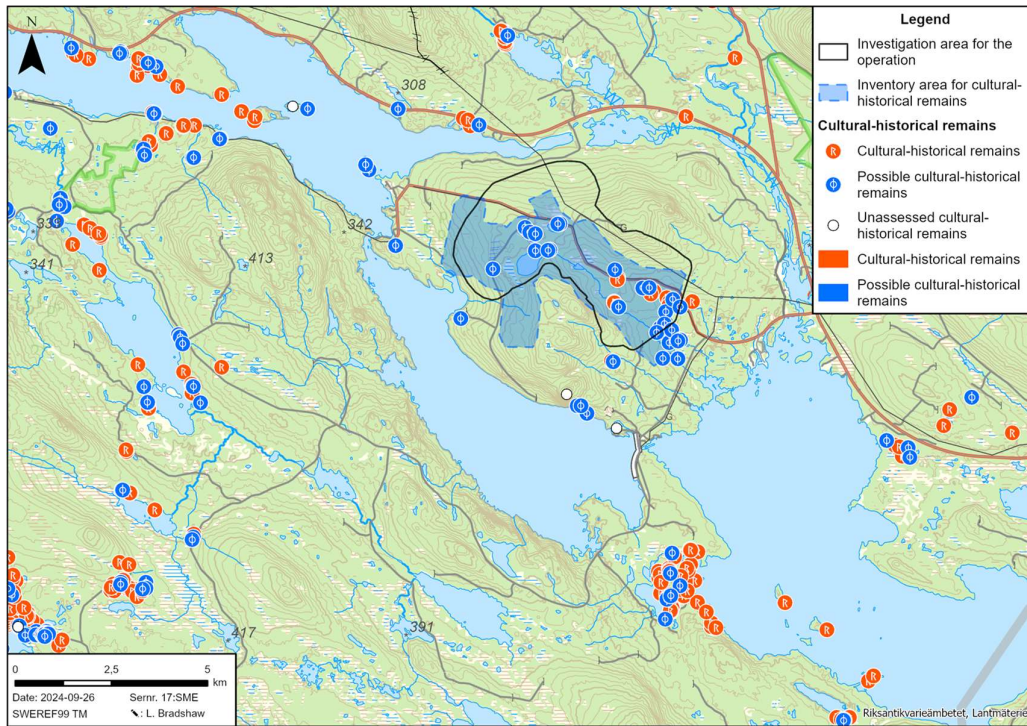 N
Legend
Investigation area for the
operation
Inventory area for cultural-
historical remains
Cultural-historical remains
R Cultural-historical remains
Possible cultural-historical
remains
Unassessed cultural-
historical remains
Cultural-historical remains
Possible cultural-historical
remains
308
342
413
341
417
391
0 2,5 5
km
Date: 2024-09-26 Sernr. 17:SME
SWEREF99 TM : L. Bradshaw
Riksantikvarieämbetet, Lantmäterie